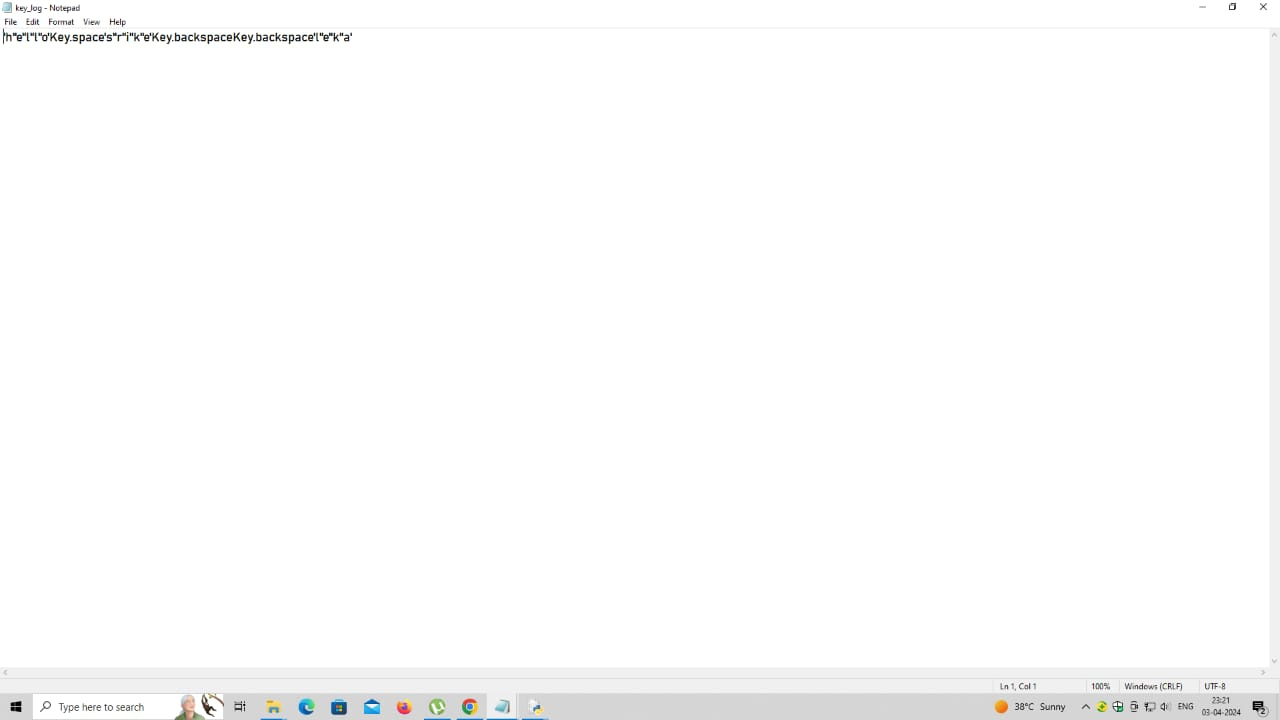 key_log - Notepad
File Edit Format View Help
'h''e''l''l''o'Key.space's''r''i''k''e'Key.backspaceKey.backspace'l''e''k''a'
Ln 1, Col 1 100% Windows (CRLF) UTF-8
Type here to search
38°C Sunny
ENG
23:21
03-04-2024